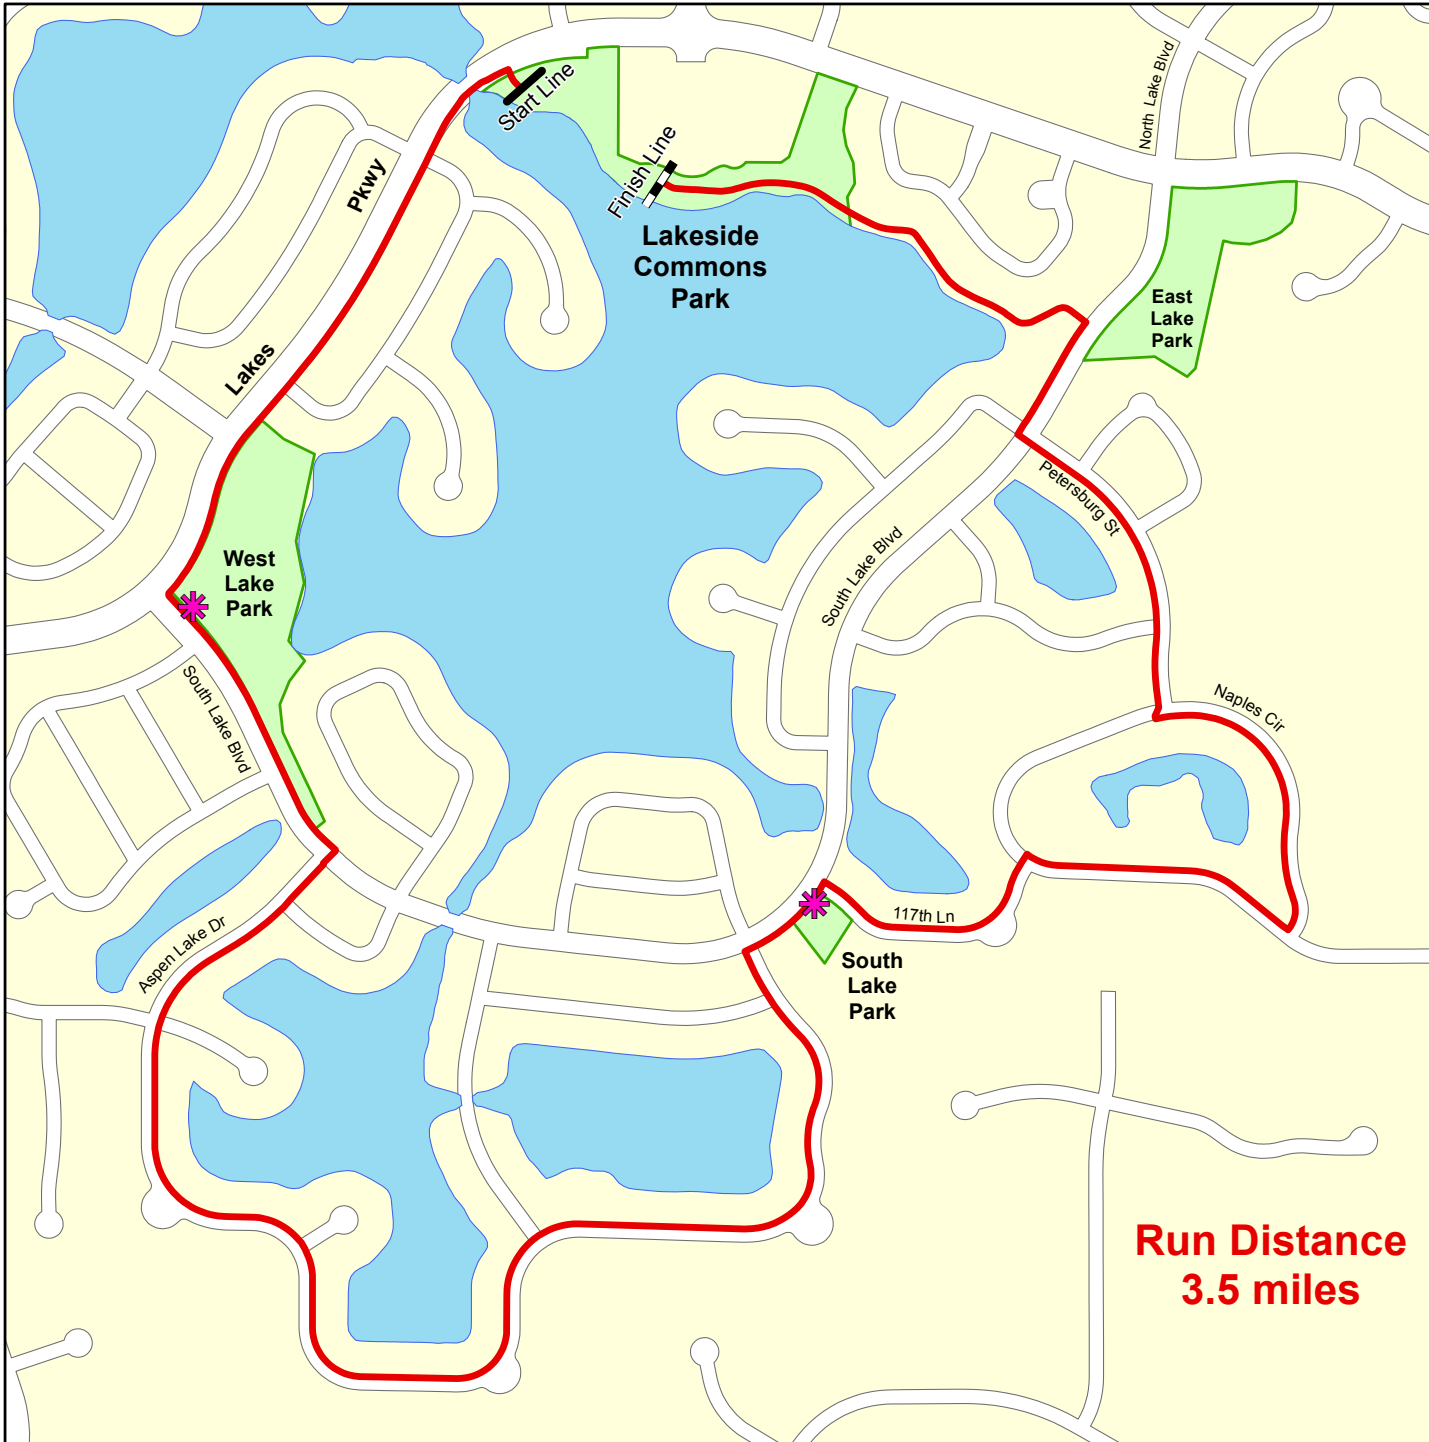 Start Line
Finish Line
North Lake Blvd
Lakes Pkwy
Lakeside
Commons
Park
East
Lake
Park
Petersburg St
South Lake Blvd
West
Lake
Park
South Lake Blvd
Naples Cir
117th Ln
Aspen Lake Dr
South
Lake
Park
Run Distance
3.5 miles